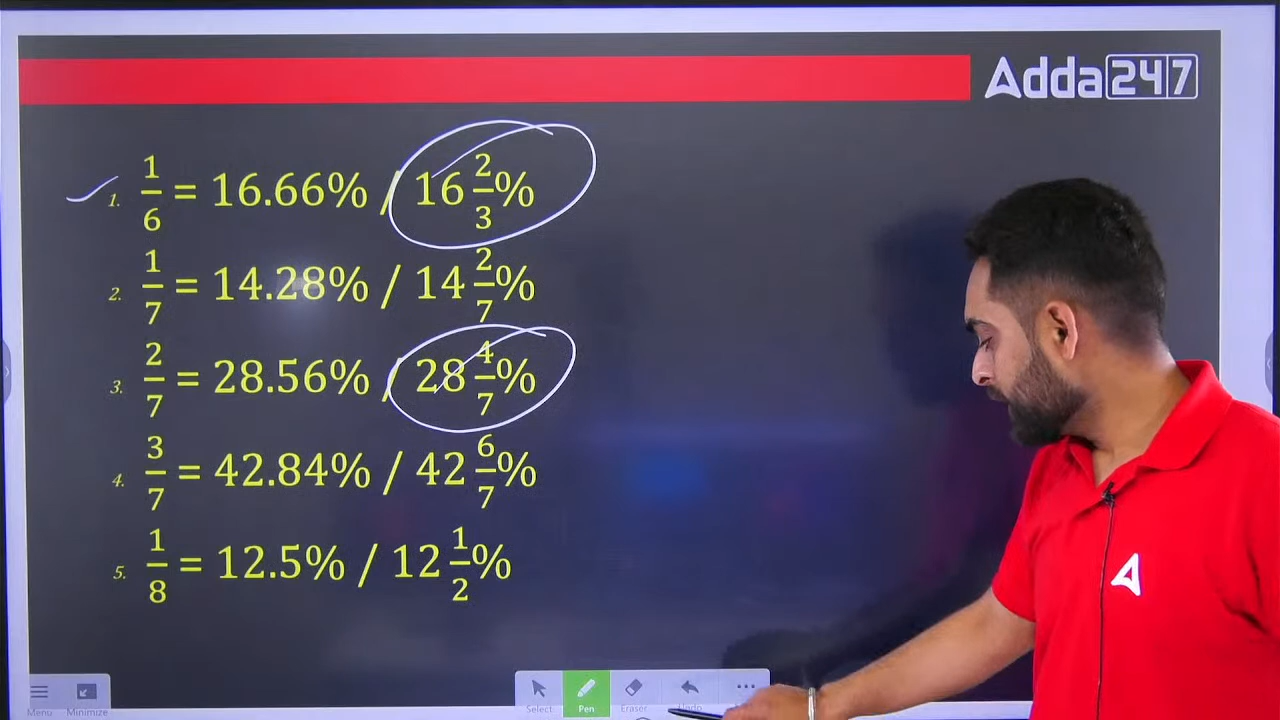 Adda247
1. 1/6 = 16.66% / 16 2/3%
2. 1/7 = 14.28% / 14 2/7%
3. 2/7 = 28.56% / 28 4/7%
4. 3/7 = 42.84% / 42 6/7%
5. 1/8 = 12.5% / 12 1/2%
Menu Minimize Select Pen Eraser Undo